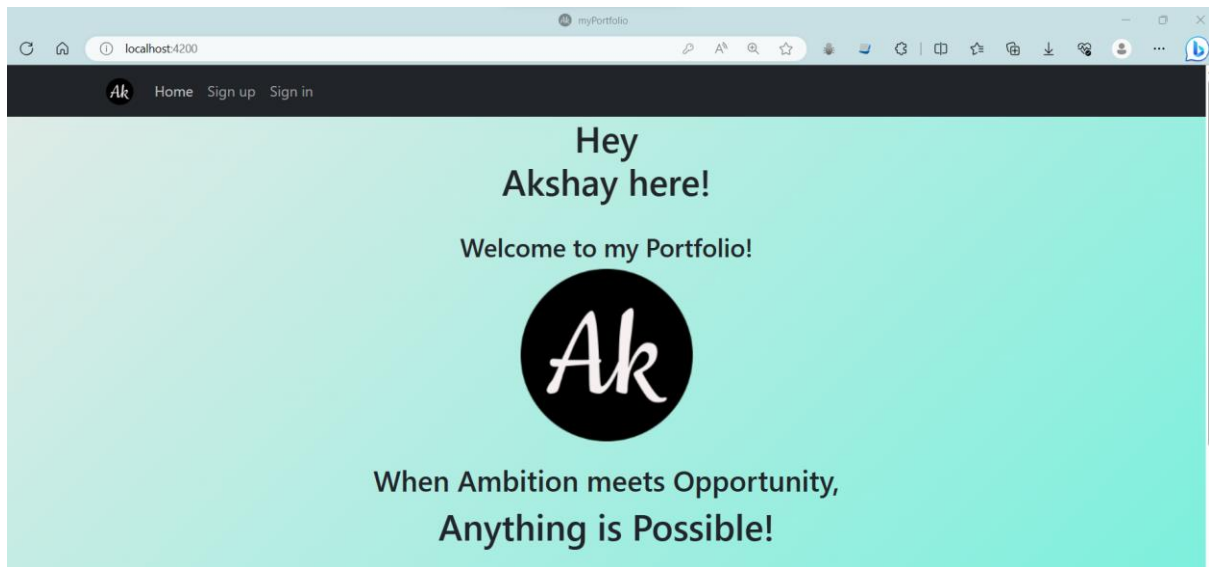 myPortfolio
localhost:4200
Ak Home Sign up Sign in
Hey
Akshay here!
Welcome to my Portfolio!
Ak
When Ambition meets Opportunity,
Anything is Possible!